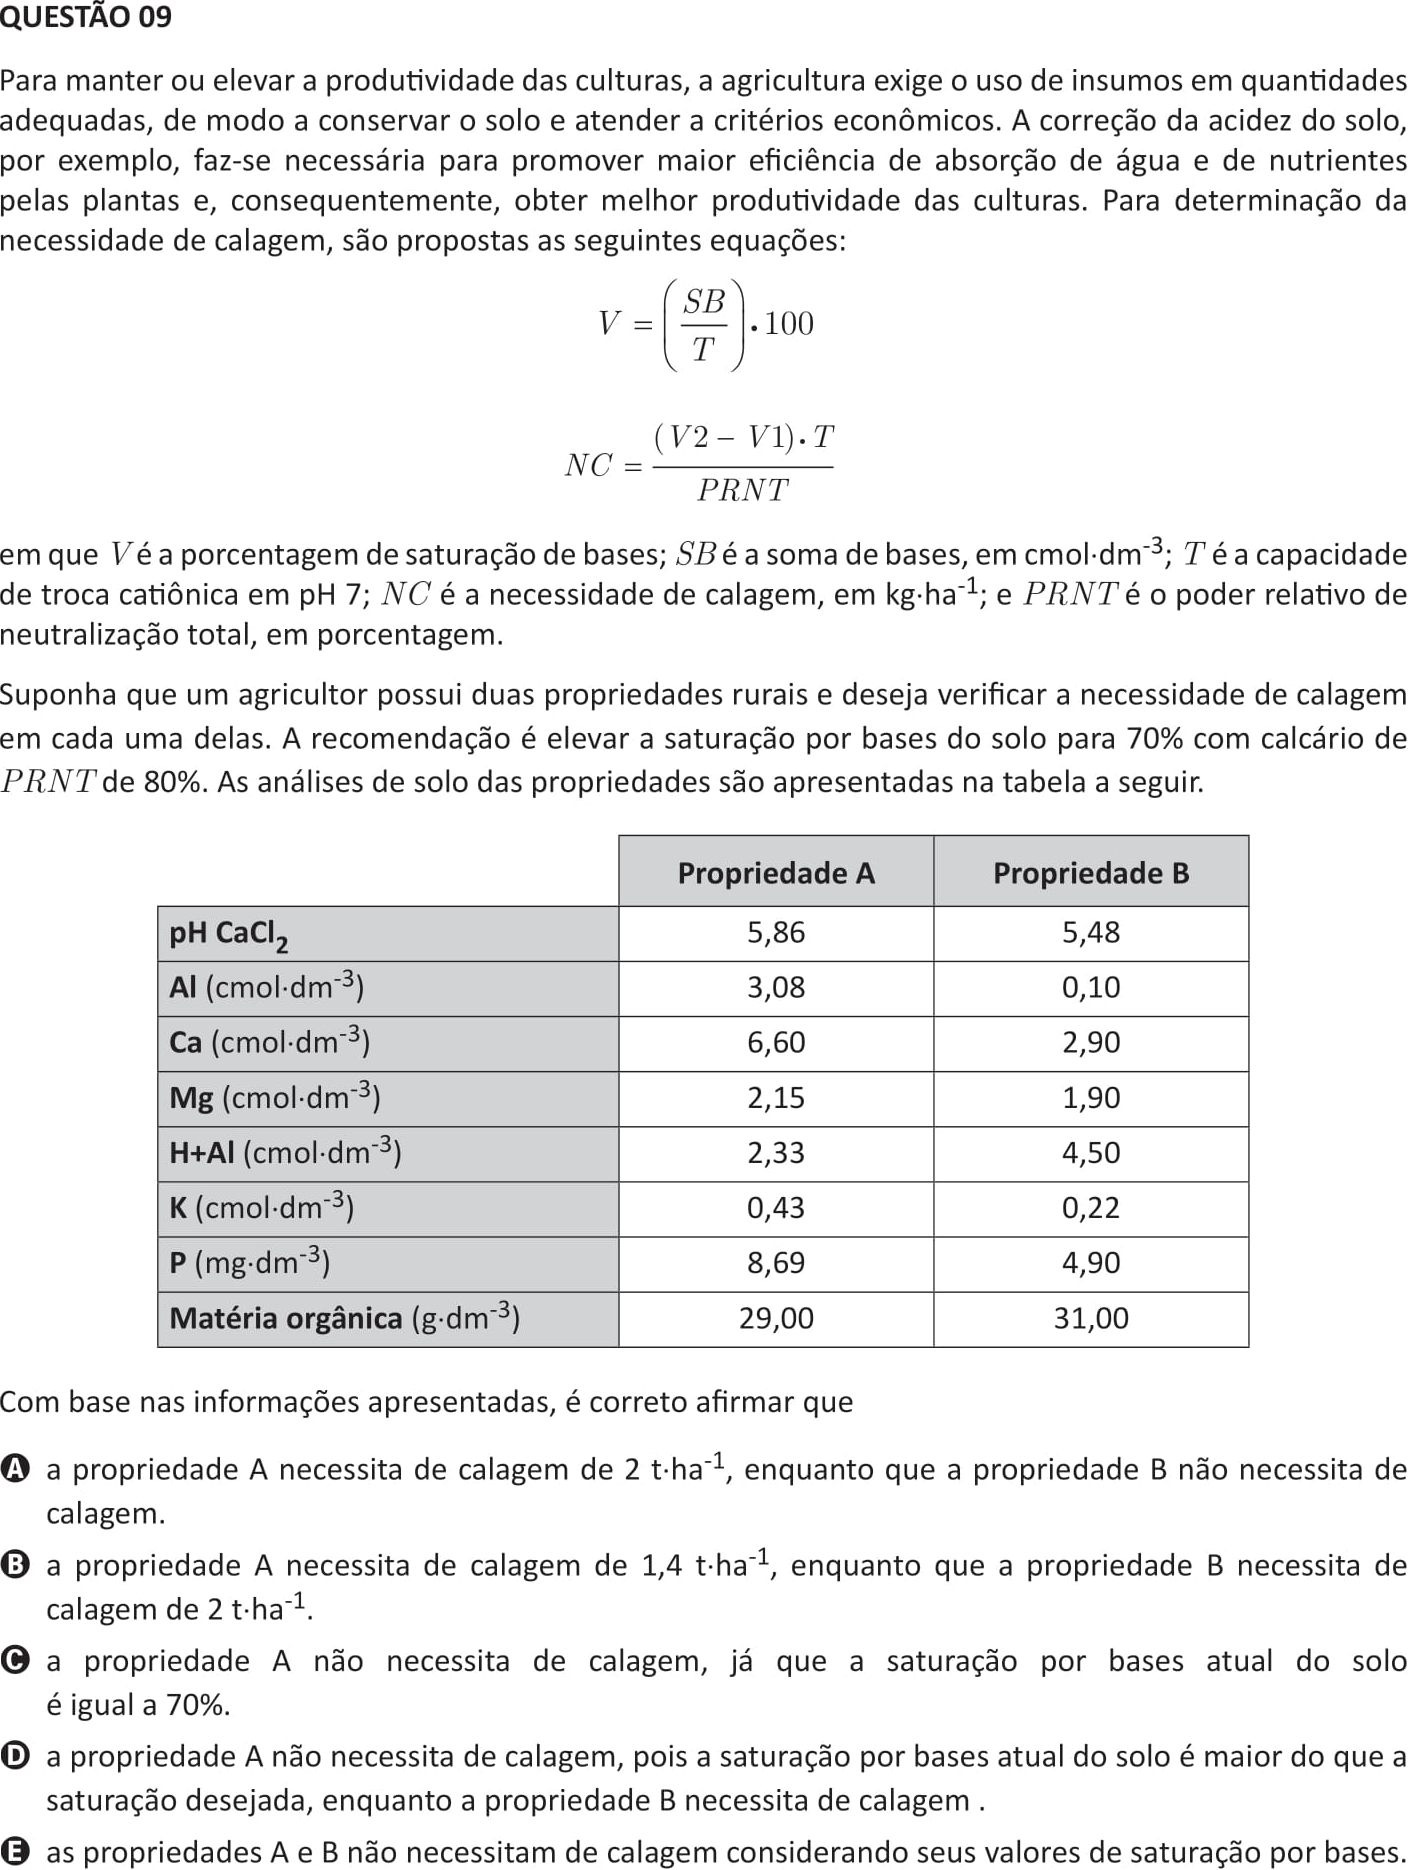 QUESTÃO 09
Para manter ou elevar a produtividade das culturas, a agricultura exige o uso de insumos em quantidades
adequadas, de modo a conservar o solo e atender a critérios econômicos. A correção da acidez do solo,
por exemplo, faz-se necessária para promover maior eficiência de absorção de água e de nutrientes
pelas plantas e, consequentemente, obter melhor produtividade das culturas. Para determinação da
necessidade de calagem, são propostas as seguintes equações:
V = (SB/T) · 100
NC = (V2 − V1) · T / PRNT
em que V é a porcentagem de saturação de bases; SB é a soma de bases, em cmol·dm⁻³; T é a capacidade
de troca catiônica em pH 7; NC é a necessidade de calagem, em kg·ha⁻¹; e PRNT é o poder relativo de
neutralização total, em porcentagem.
Suponha que um agricultor possui duas propriedades rurais e deseja verificar a necessidade de calagem
em cada uma delas. A recomendação é elevar a saturação por bases do solo para 70% com calcário de
PRNT de 80%. As análises de solo das propriedades são apresentadas na tabela a seguir.
Propriedade A Propriedade B
pH CaCl₂ 5,86 5,48
Al (cmol·dm⁻³) 3,08 0,10
Ca (cmol·dm⁻³) 6,60 2,90
Mg (cmol·dm⁻³) 2,15 1,90
H+Al (cmol·dm⁻³) 2,33 4,50
K (cmol·dm⁻³) 0,43 0,22
P (mg·dm⁻³) 8,69 4,90
Matéria orgânica (g·dm⁻³) 29,00 31,00
Com base nas informações apresentadas, é correto afirmar que
A a propriedade A necessita de calagem de 2 t·ha⁻¹, enquanto que a propriedade B não necessita de
calagem.
B a propriedade A necessita de calagem de 1,4 t·ha⁻¹, enquanto que a propriedade B necessita de
calagem de 2 t·ha⁻¹.
C a propriedade A não necessita de calagem, já que a saturação por bases atual do solo
é igual a 70%.
D a propriedade A não necessita de calagem, pois a saturação por bases atual do solo é maior do que a
saturação desejada, enquanto a propriedade B necessita de calagem .
E as propriedades A e B não necessitam de calagem considerando seus valores de saturação por bases.